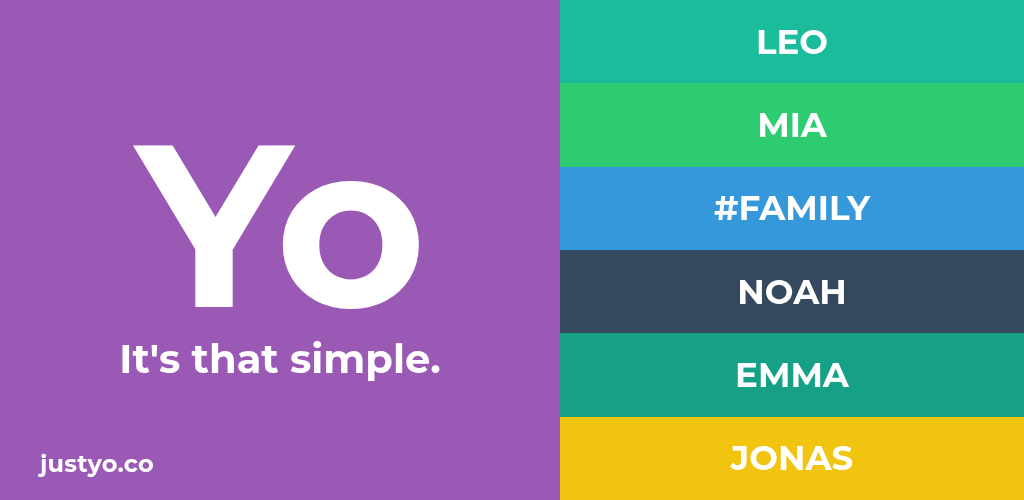 Yo
It's that simple.
justyo.co
LEO
MIA
#FAMILY
NOAH
EMMA
JONAS